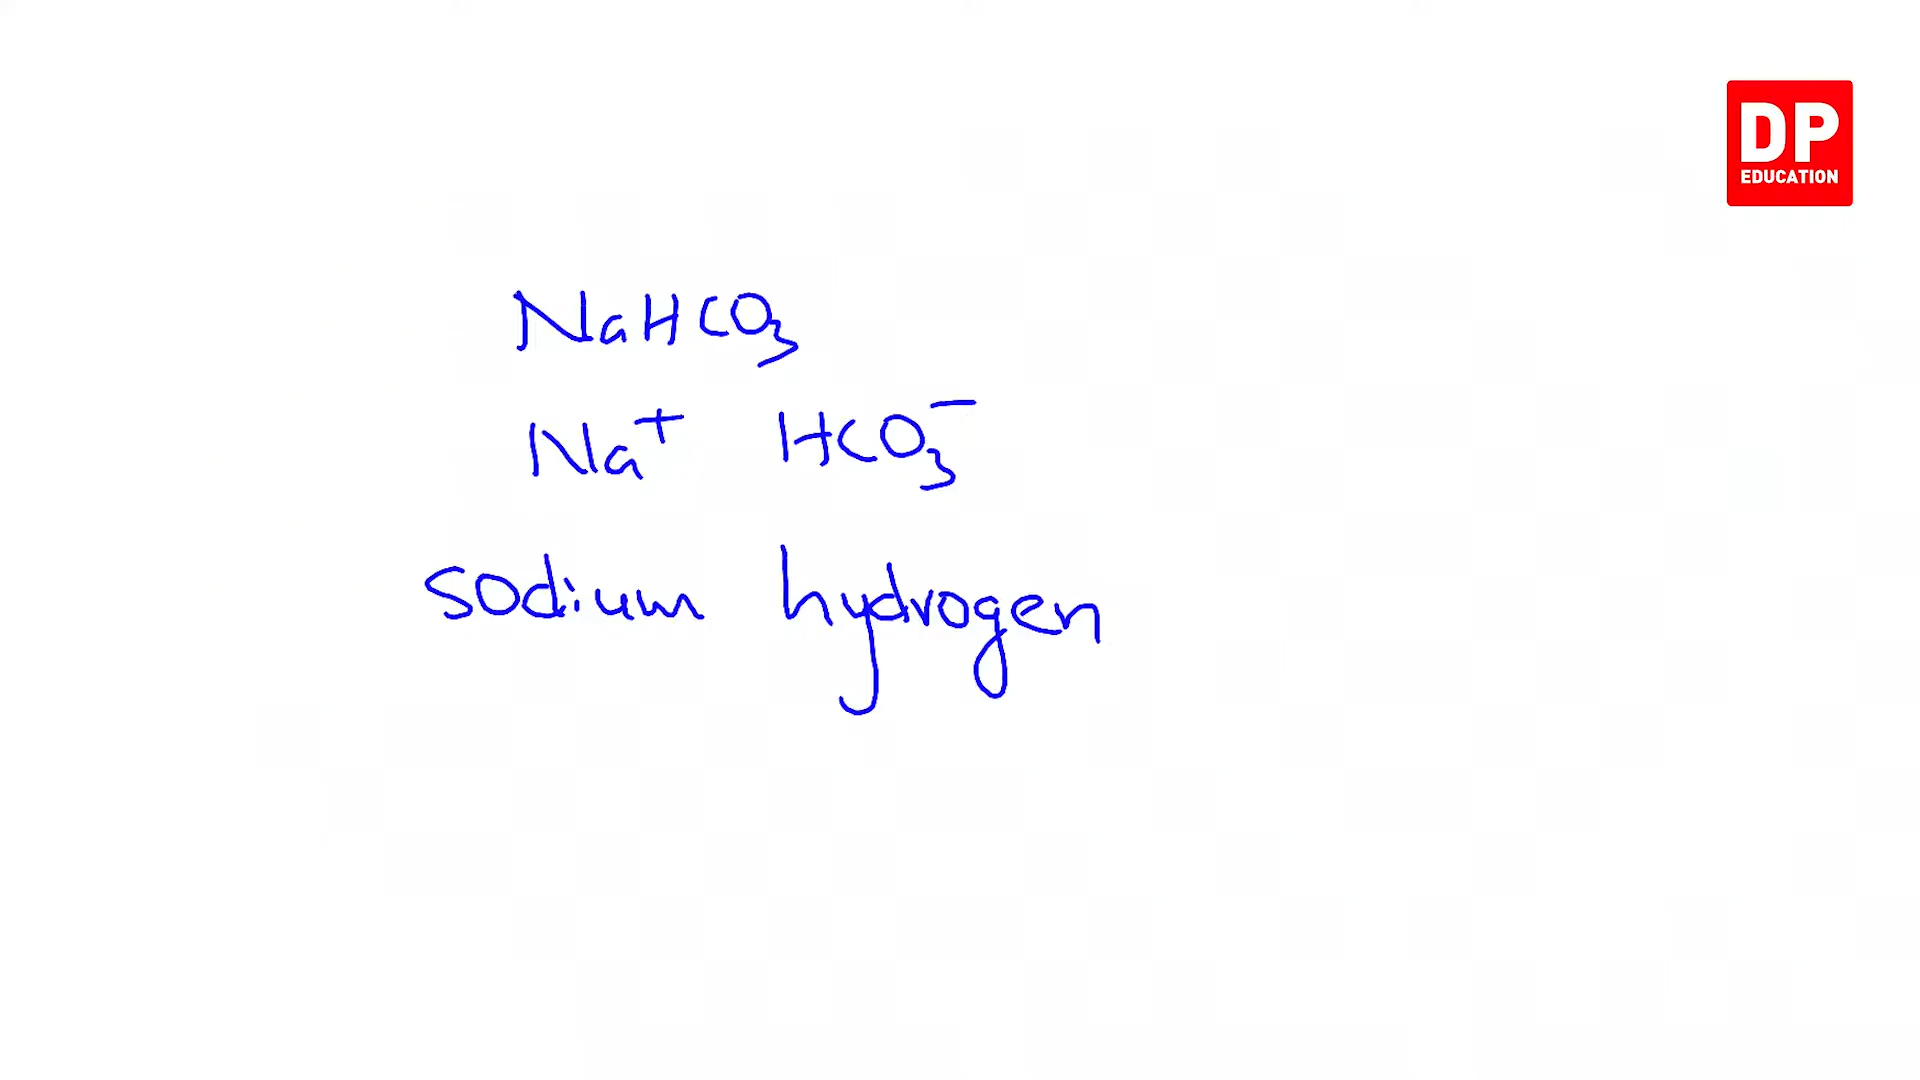 DP
EDUCATION
NaHCO₃
Na⁺ HCO₃⁻
sodium hydrogen